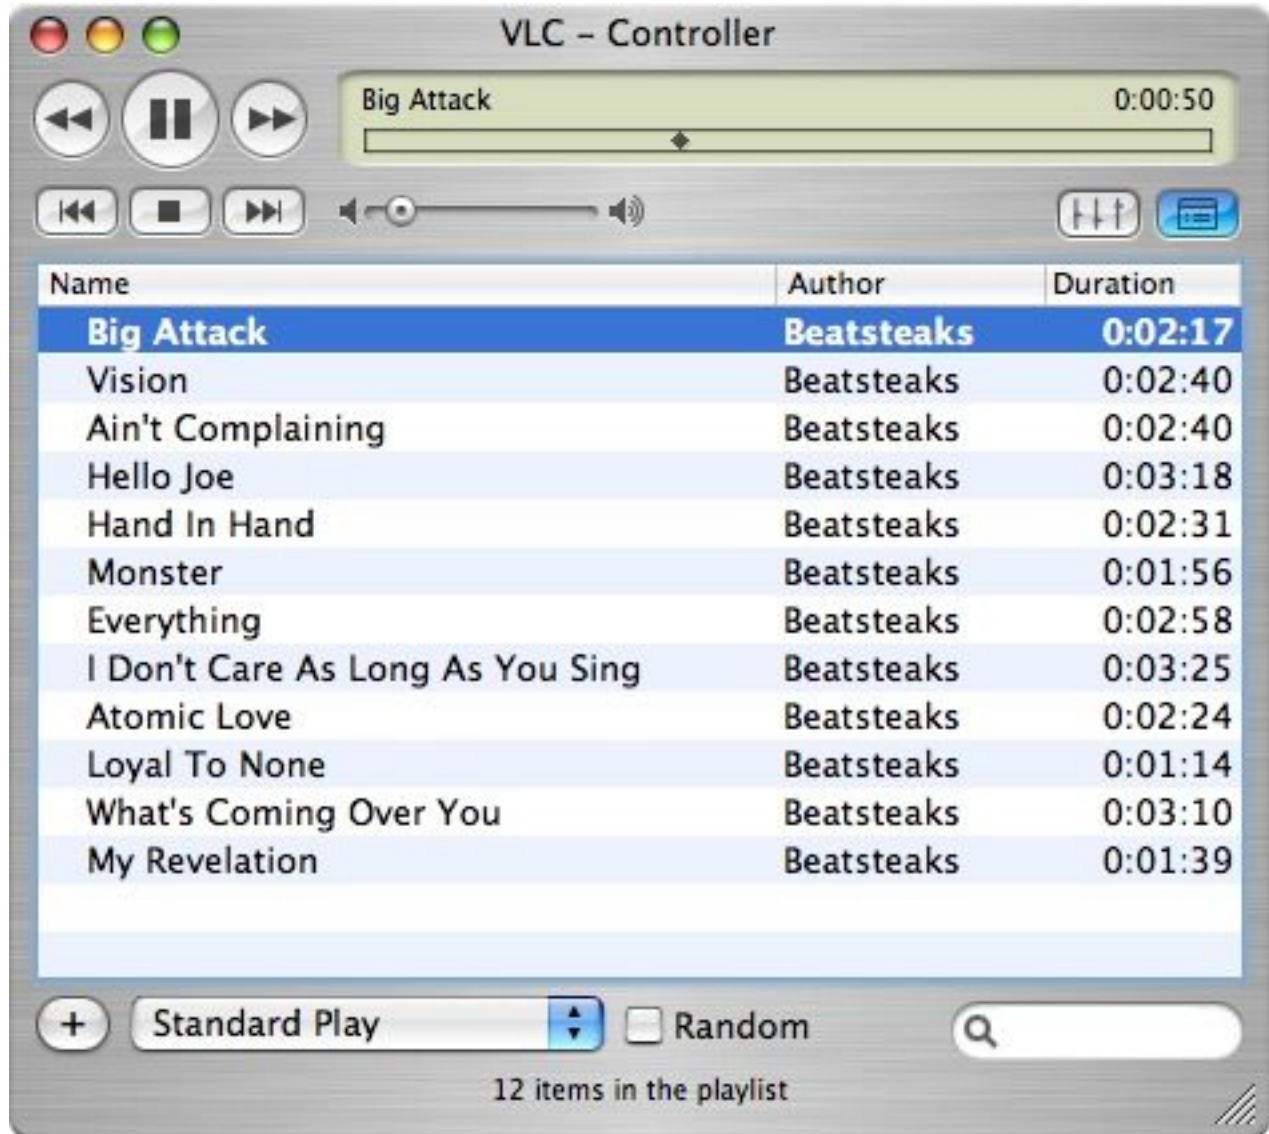 VLC – Controller
Big Attack 0:00:50
Name Author Duration
Big Attack Beatsteaks 0:02:17
Vision Beatsteaks 0:02:40
Ain't Complaining Beatsteaks 0:02:40
Hello Joe Beatsteaks 0:03:18
Hand In Hand Beatsteaks 0:02:31
Monster Beatsteaks 0:01:56
Everything Beatsteaks 0:02:58
I Don't Care As Long As You Sing Beatsteaks 0:03:25
Atomic Love Beatsteaks 0:02:24
Loyal To None Beatsteaks 0:01:14
What's Coming Over You Beatsteaks 0:03:10
My Revelation Beatsteaks 0:01:39
+ Standard Play Random
12 items in the playlist